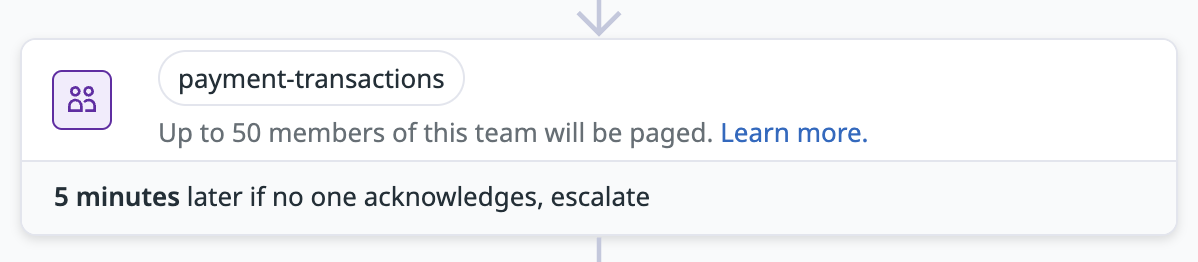 payment-transactions
Up to 50 members of this team will be paged. Learn more.
5 minutes later if no one acknowledges, escalate